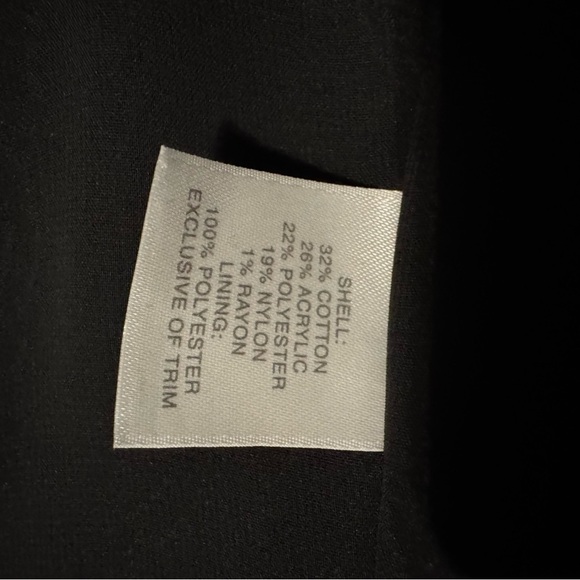 SHELL:
32% COTTON
26% ACRYLIC
22% POLYESTER
19% NYLON
1% RAYON
LINING:
100% POLYESTER
EXCLUSIVE OF TRIM